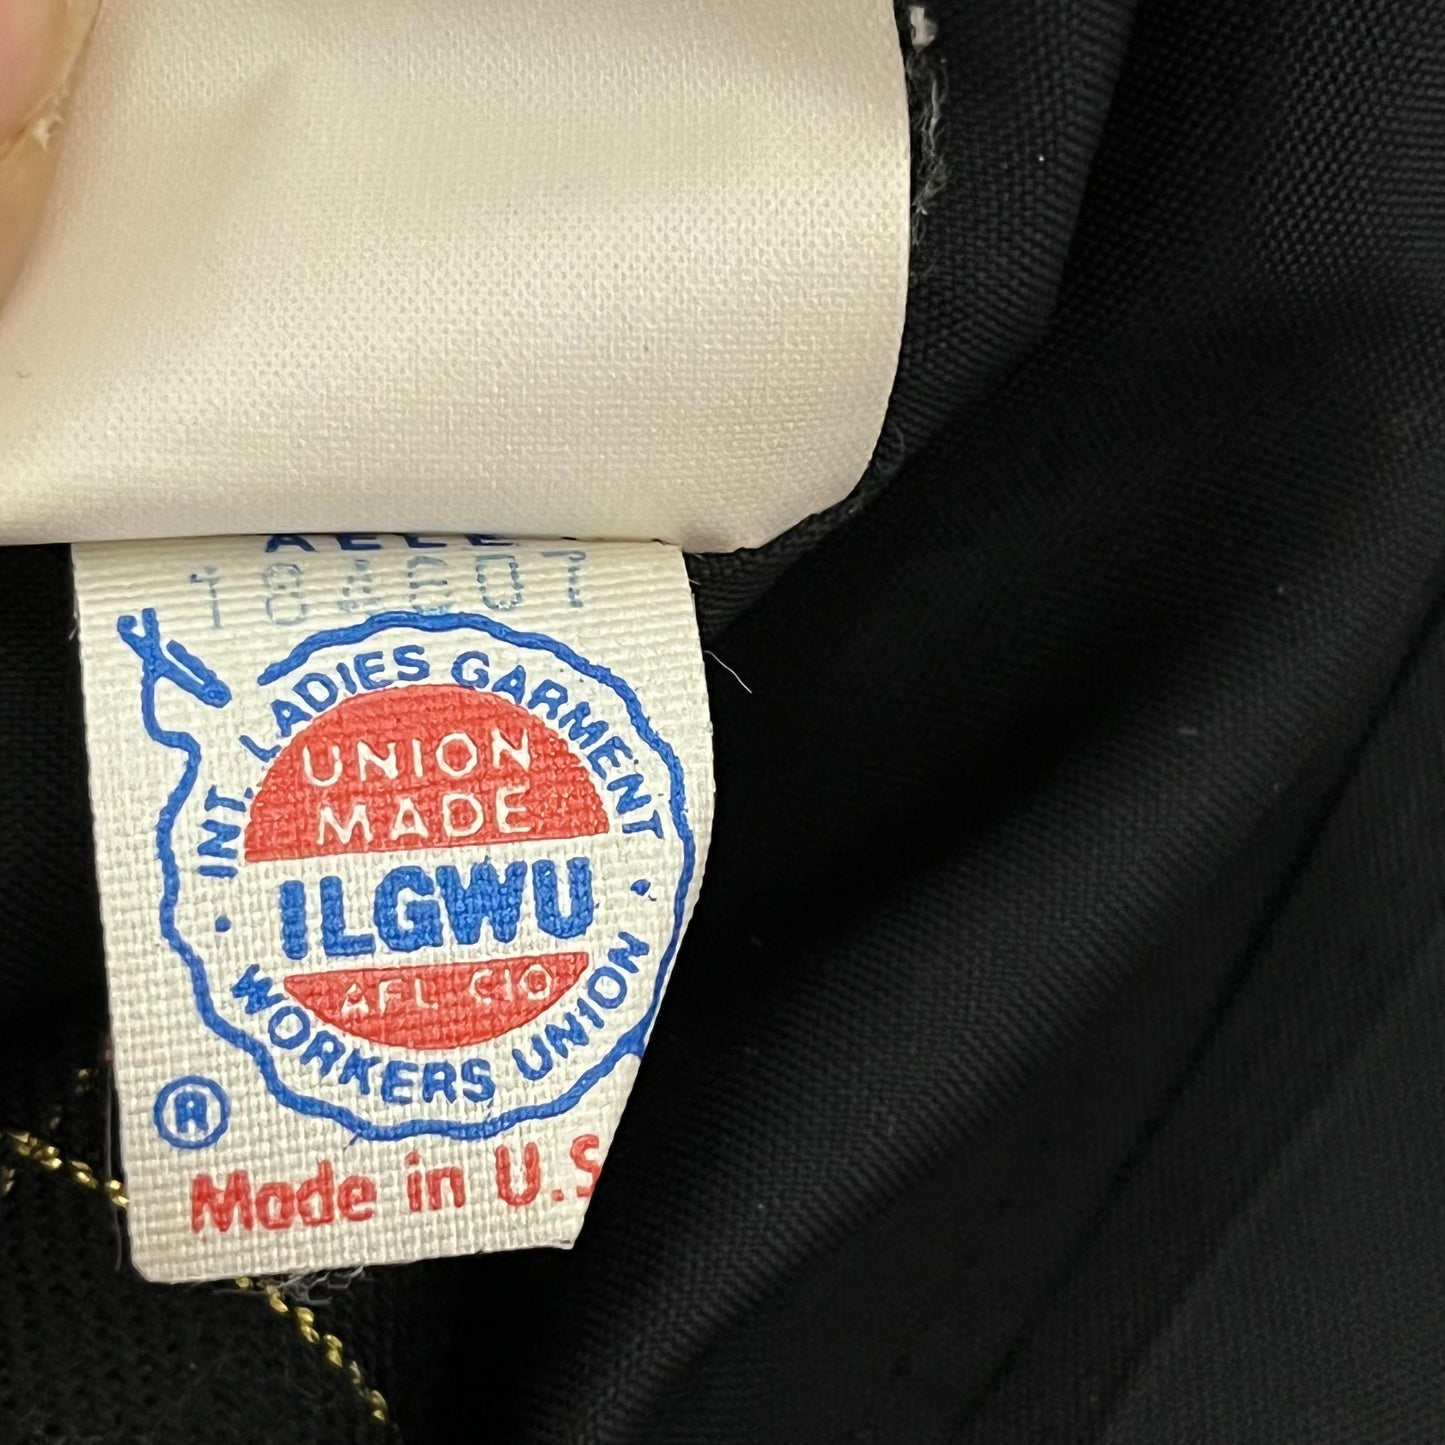 INT. LADIES GARMENT
UNION
MADE
ILGWU
AFL CIO
WORKERS UNION
®
Made in U.S